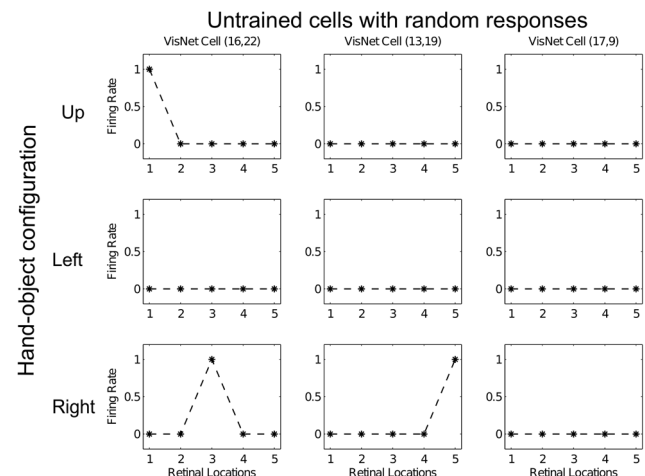 Untrained cells with random responses
VisNet Cell (16,22) VisNet Cell (13,19) VisNet Cell (17,9)
Hand-object configuration
Up
Firing Rate
1
0.5
0
1 2 3 4 5
1
0.5
0
1 2 3 4 5
1
0.5
0
1 2 3 4 5
Left
Firing Rate
1
0.5
0
1 2 3 4 5
1
0.5
0
1 2 3 4 5
1
0.5
0
1 2 3 4 5
Right
Firing Rate
1
0.5
0
1 2 3 4 5
Retinal Locations
1
0.5
0
1 2 3 4 5
Retinal Locations
1
0.5
0
1 2 3 4 5
Retinal Locations